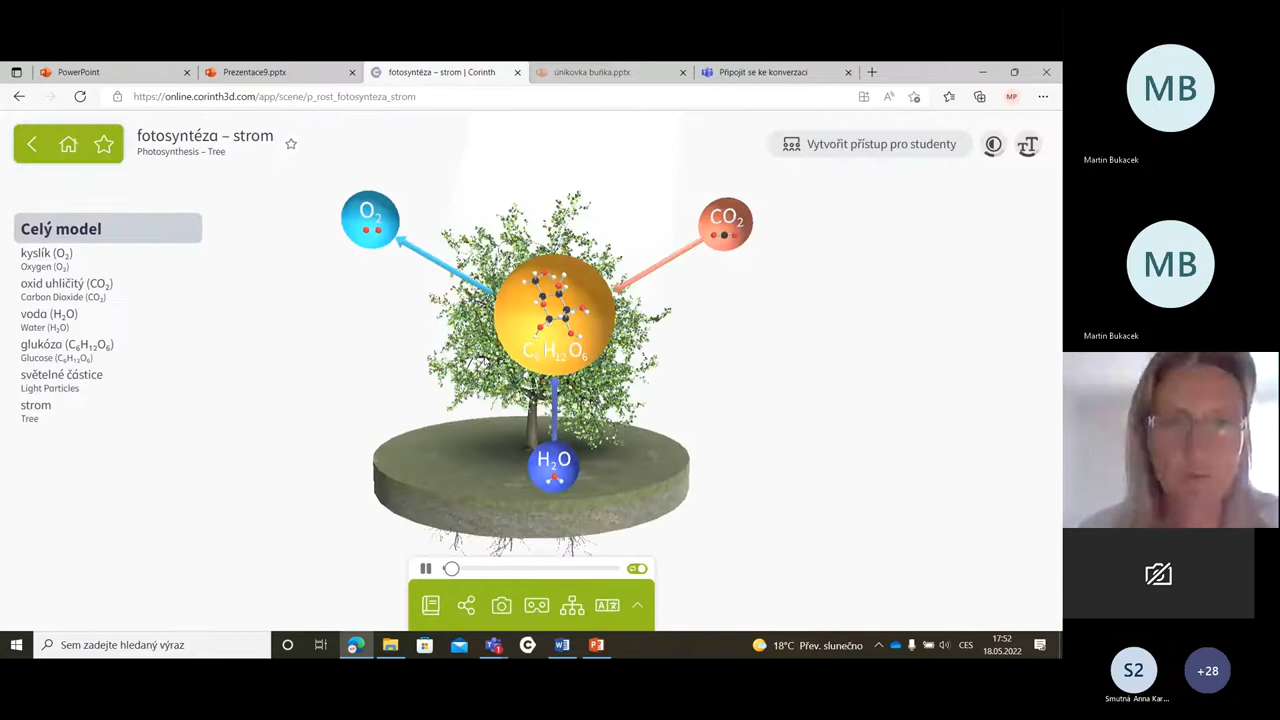 PowerPoint
Prezentace9.pptx
fotosyntéza – strom | Corinth
únikovka buňka.pptx
Připojit se ke konverzaci
https://online.corinth3d.com/app/scene/p_rost_fotosynteza_strom
MP
fotosyntéza – strom
Photosynthesis – Tree
Vytvořit přístup pro studenty
Celý model
kyslík (O₂)
Oxygen (O₂)
oxid uhličitý (CO₂)
Carbon Dioxide (CO₂)
voda (H₂O)
Water (H₂O)
glukóza (C₆H₁₂O₆)
Glucose (C₆H₁₂O₆)
světelné částice
Light Particles
strom
Tree
O₂
CO₂
C₆H₁₂O₆
H₂O
Sem zadejte hledaný výraz
18°C Přev. slunečno
CES
17:52
18.05.2022
MB
Martin Bukacek
MB
Martin Bukacek
S2
Smutná Anna Kar...
+28